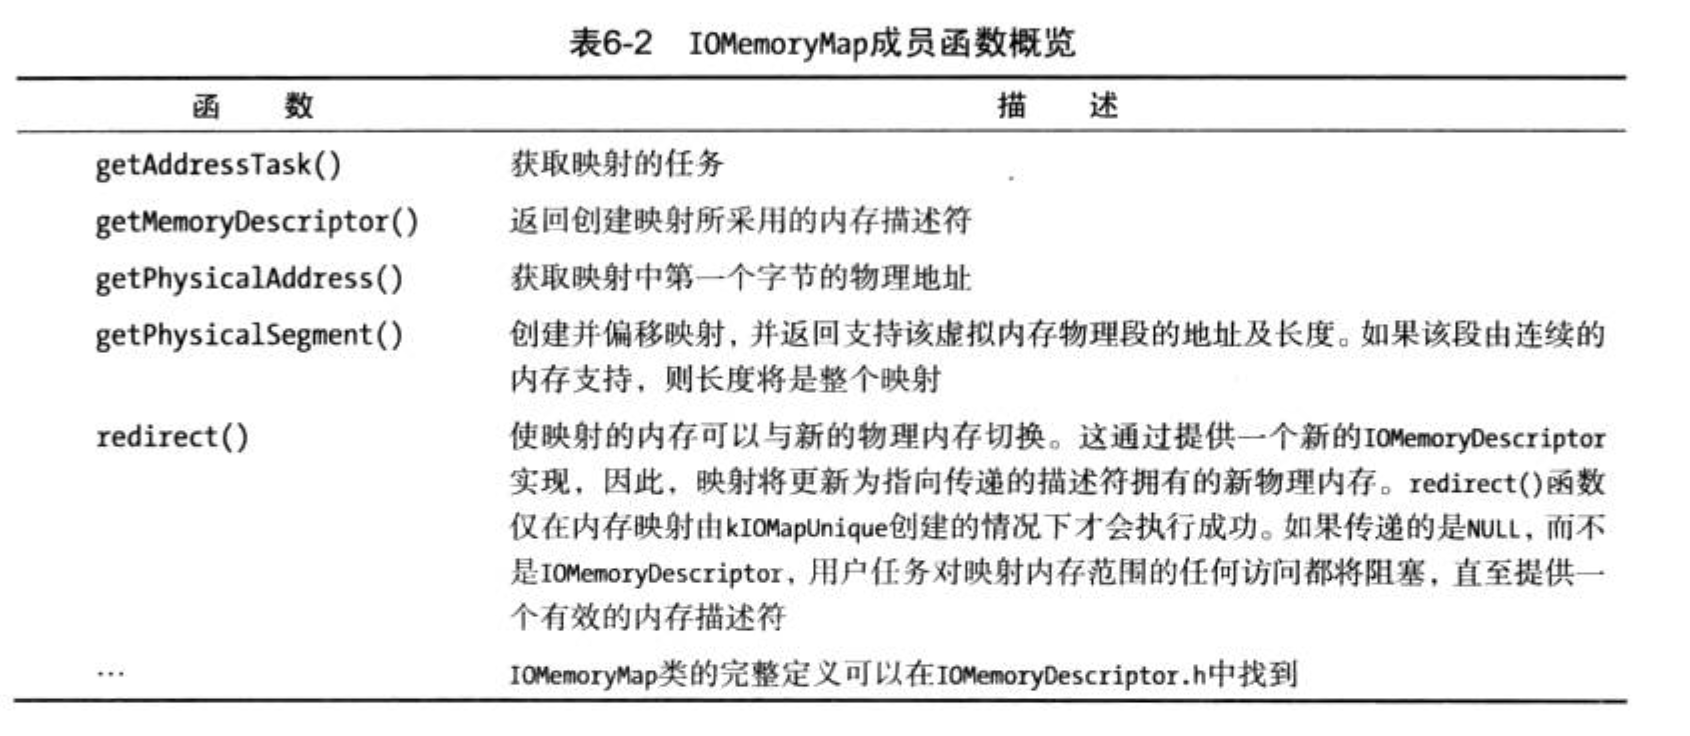 表6-2 IOMemoryMap成员函数概览
函 数 描 述
getAddressTask() 获取映射的任务
getMemoryDescriptor() 返回创建映射所采用的内存描述符
getPhysicalAddress() 获取映射中第一个字节的物理地址
getPhysicalSegment() 创建并偏移映射，并返回支持该虚拟内存物理段的地址及长度。如果该段由连续的
内存支持，则长度将是整个映射
redirect() 使映射的内存可以与新的物理内存切换。这通过提供一个新的IOMemoryDescriptor
实现，因此，映射将更新为指向传递的描述符拥有的新物理内存。redirect()函数
仅在内存映射由kIOMapUnique创建的情况下才会执行成功。如果传递的是NULL，而不
是IOMemoryDescriptor，用户任务对映射内存范围的任何访问都将阻塞，直至提供一
个有效的内存描述符
… IOMemoryMap类的完整定义可以在IOMemoryDescriptor.h中找到